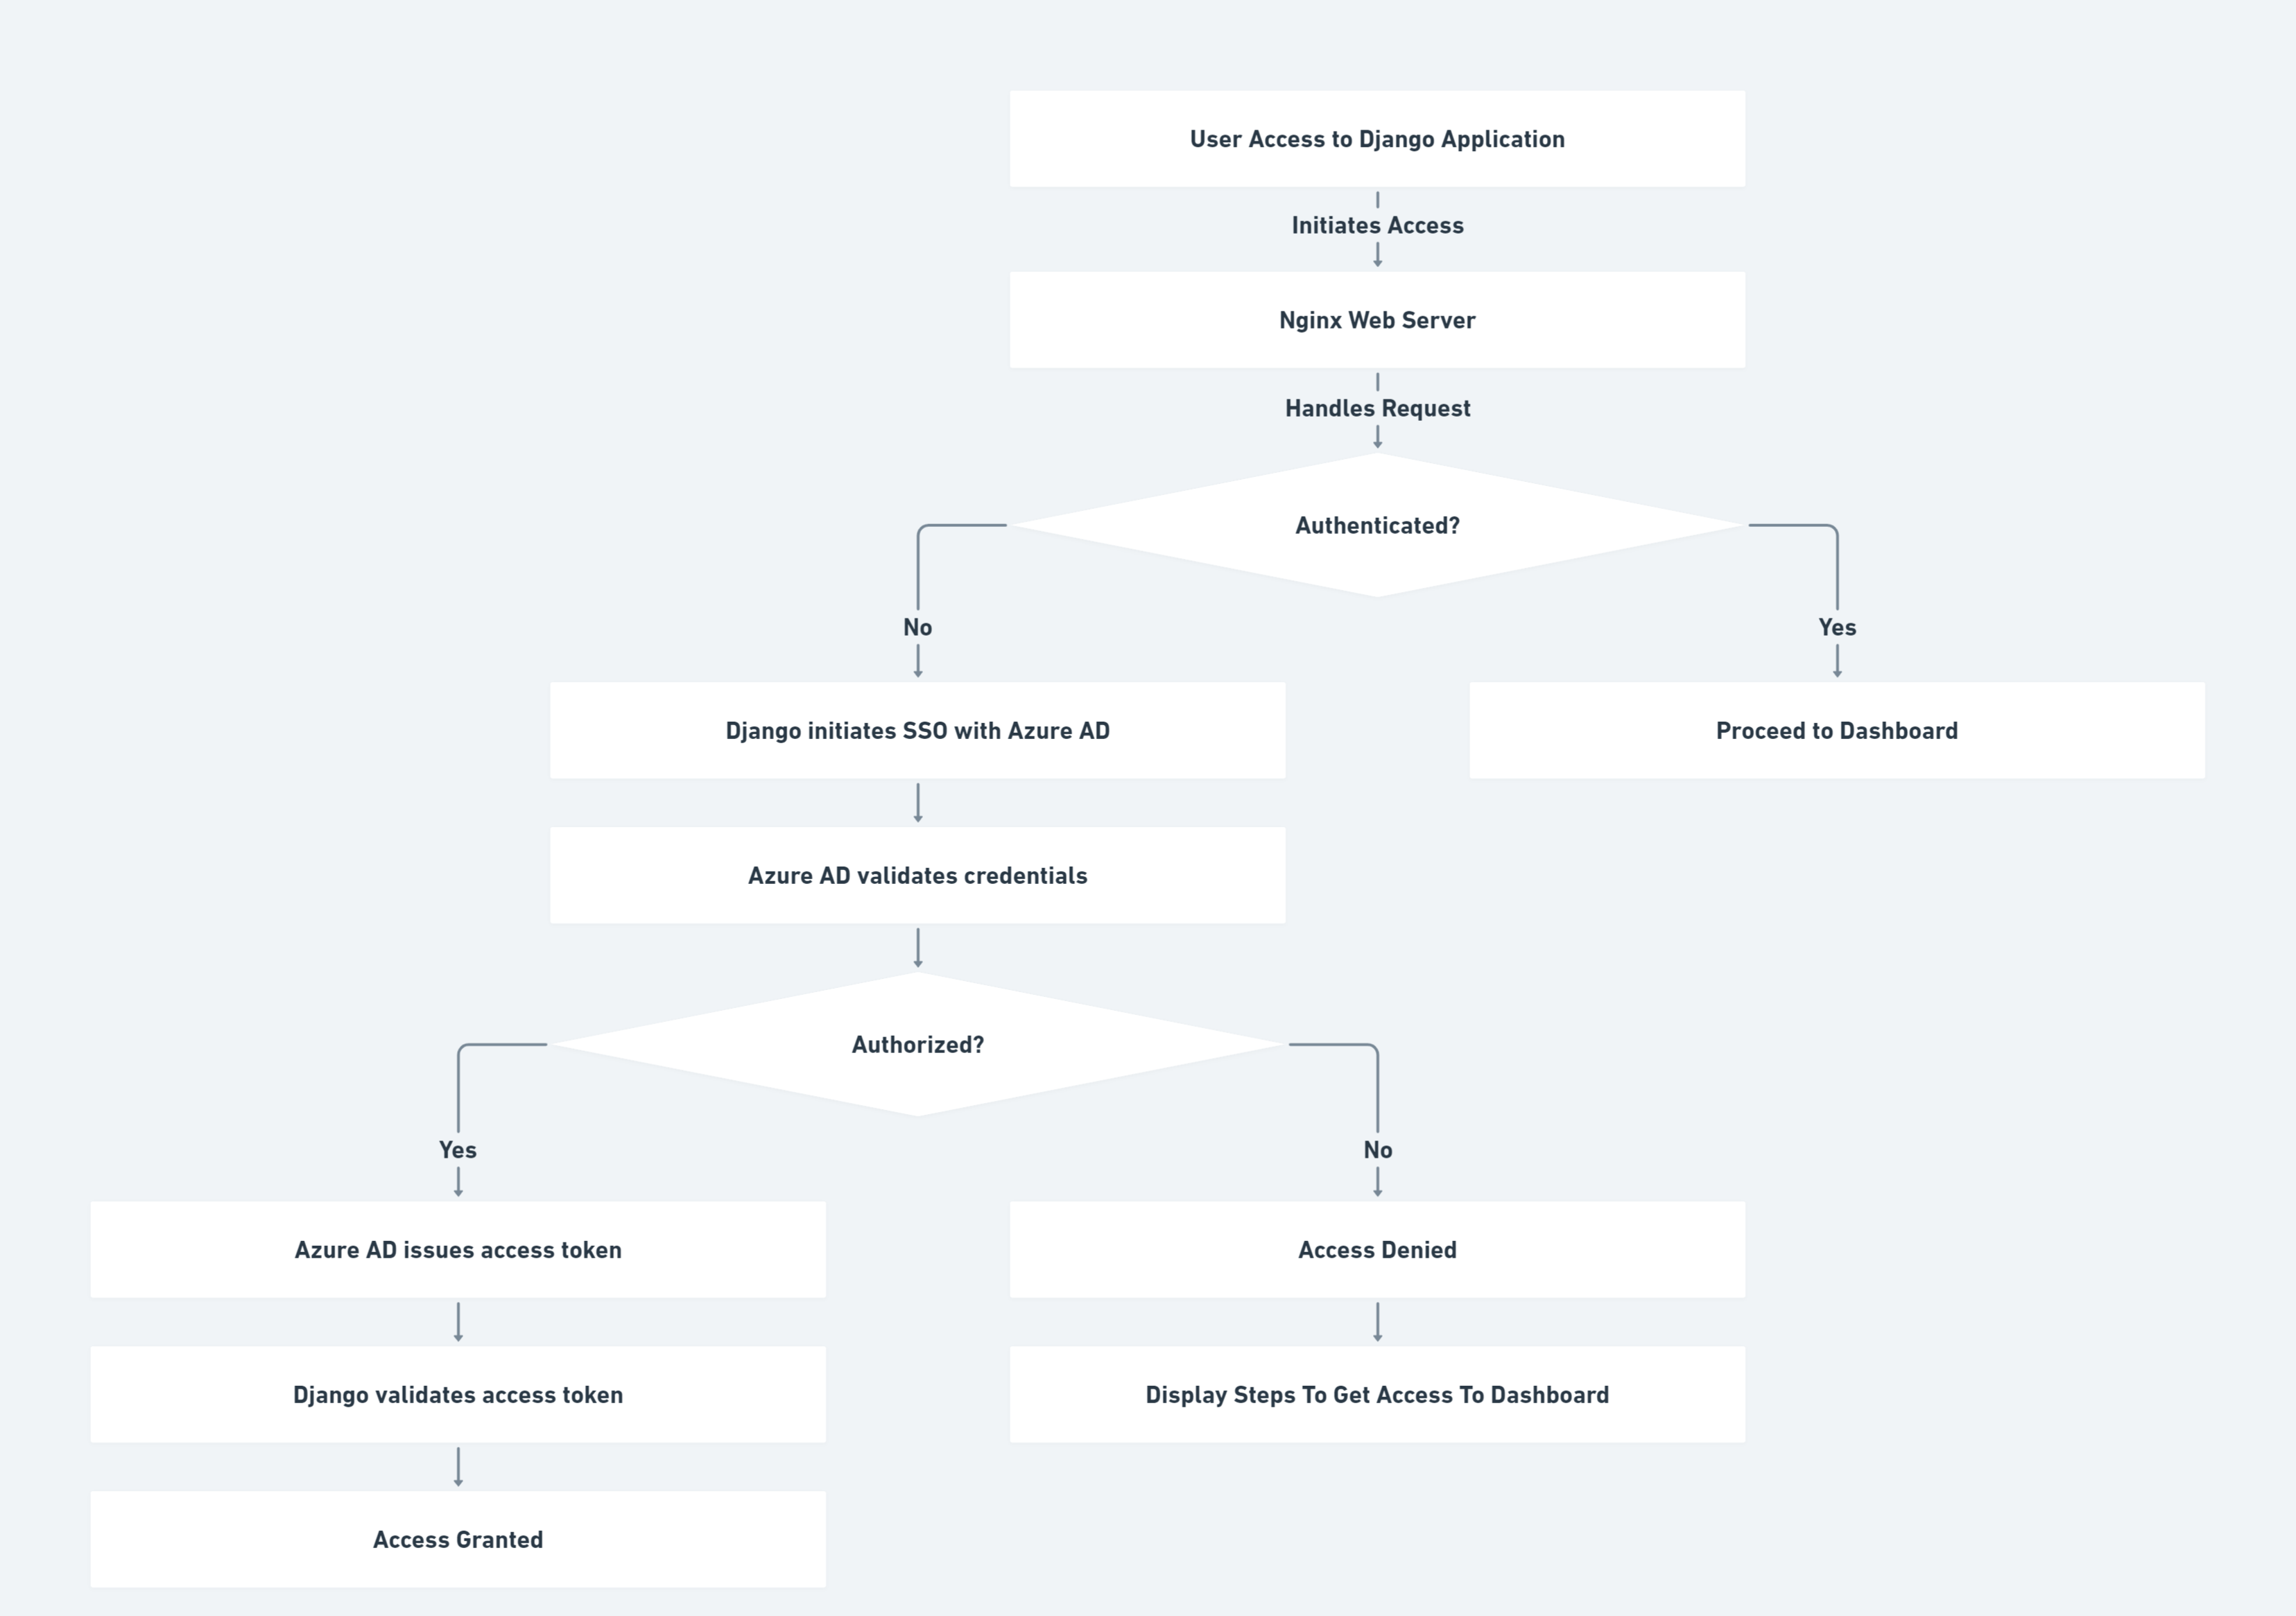 User Access to Django Application
Initiates Access
Nginx Web Server
Handles Request
Authenticated?
No
Yes
Django initiates SSO with Azure AD
Proceed to Dashboard
Azure AD validates credentials
Authorized?
Yes
No
Azure AD issues access token
Access Denied
Django validates access token
Display Steps To Get Access To Dashboard
Access Granted